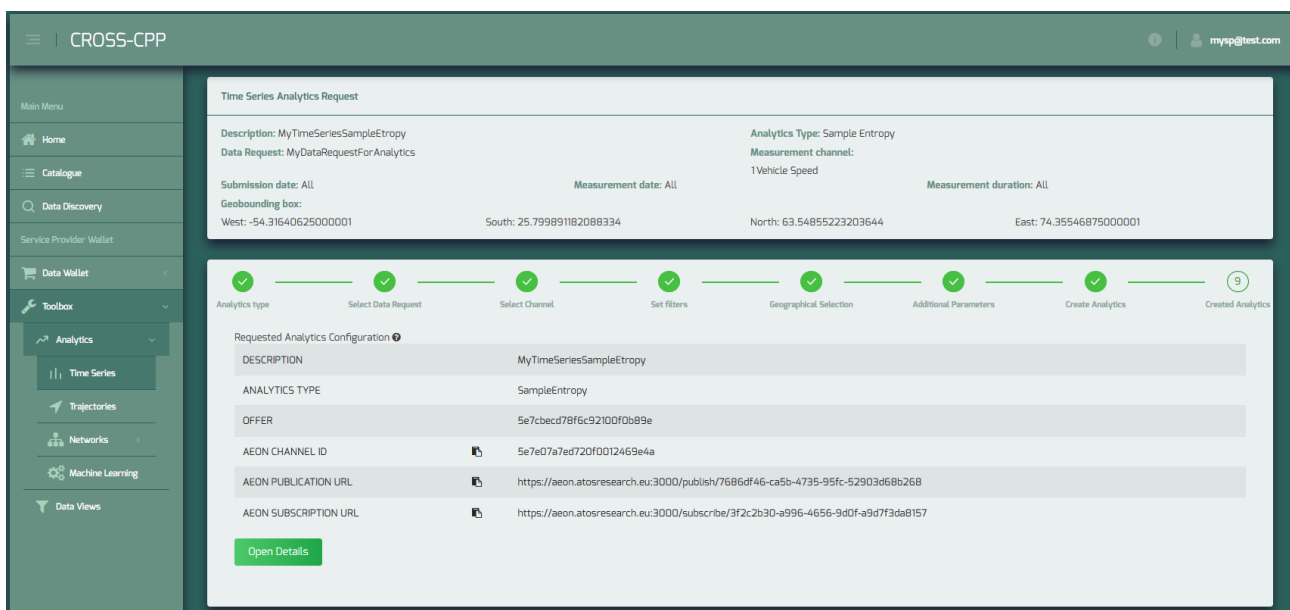 CROSS-CPP
mysp@test.com
Main Menu
Home
Catalogue
Data Discovery
Service Provider Wallet
Data Wallet
Toolbox
Analytics
Time Series
Trajectories
Networks
Machine Learning
Data Views
Time Series Analytics Request
Description: MyTimeSeriesSampleEtropy
Analytics Type: Sample Entropy
Data Request: MyDataRequestForAnalytics
Measurement channel:
1 Vehicle Speed
Submission date: All
Measurement date: All
Measurement duration: All
Geobounding box:
West: -54.31640625000001
South: 25.799891182088334
North: 63.54855223203644
East: 74.35546875000001
9
Analytics type
Select Data Request
Select Channel
Set filters
Geographical Selection
Additional Parameters
Create Analytics
Created Analytics
Requested Analytics Configuration
DESCRIPTION MyTimeSeriesSampleEtropy
ANALYTICS TYPE SampleEntropy
OFFER 5e7cbecd78f6c92100f0b89e
AEON CHANNEL ID 5e7e07a7ed720f0012469e4a
AEON PUBLICATION URL https://aeon.atosresearch.eu:3000/publish/7686df46-ca5b-4735-95fc-52903d68b268
AEON SUBSCRIPTION URL https://aeon.atosresearch.eu:3000/subscribe/3f2c2b30-a996-4656-9d0f-a9d7f3da8157
Open Details